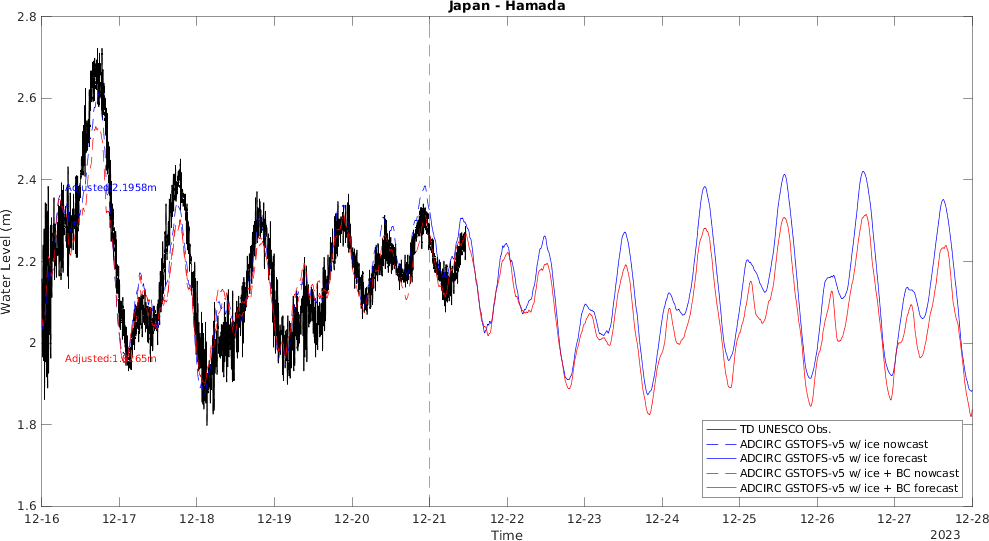 Japan - Hamada
Water Level (m)
2.8
2.6
2.4
2.2
2
1.8
1.6
Adjusted:2.1958m
TD UNESCO Obs.
ADCIRC GSTOFS-v5 w/ ice nowcast
ADCIRC GSTOFS-v5 w/ ice forecast
ADCIRC GSTOFS-v5 w/ ice + BC nowcast
ADCIRC GSTOFS-v5 w/ ice + BC forecast
12-16 12-17 12-18 12-19 12-20 12-21 12-22 12-23 12-24 12-25 12-26 12-27 12-28
Time
2023